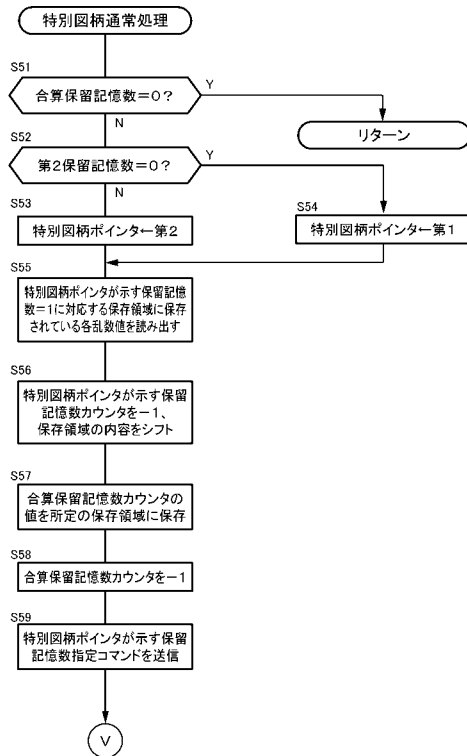 特別図柄通常処理
S51
合算保留記憶数=0?
Y
N
リターン
S52
第2保留記憶数=0?
Y
N
S53
特別図柄ポインタ←第2
S54
特別図柄ポインタ←第1
S55
特別図柄ポインタが示す保留記憶
数=1に対応する保存領域に保存
されている各乱数値を読み出す
S56
特別図柄ポインタが示す保留
記憶数カウンタを-1、
保存領域の内容をシフト
S57
合算保留記憶数カウンタの
値を所定の保存領域に保存
S58
合算保留記憶数カウンタを-1
S59
特別図柄ポインタが示す保留
記憶数指定コマンドを送信
V